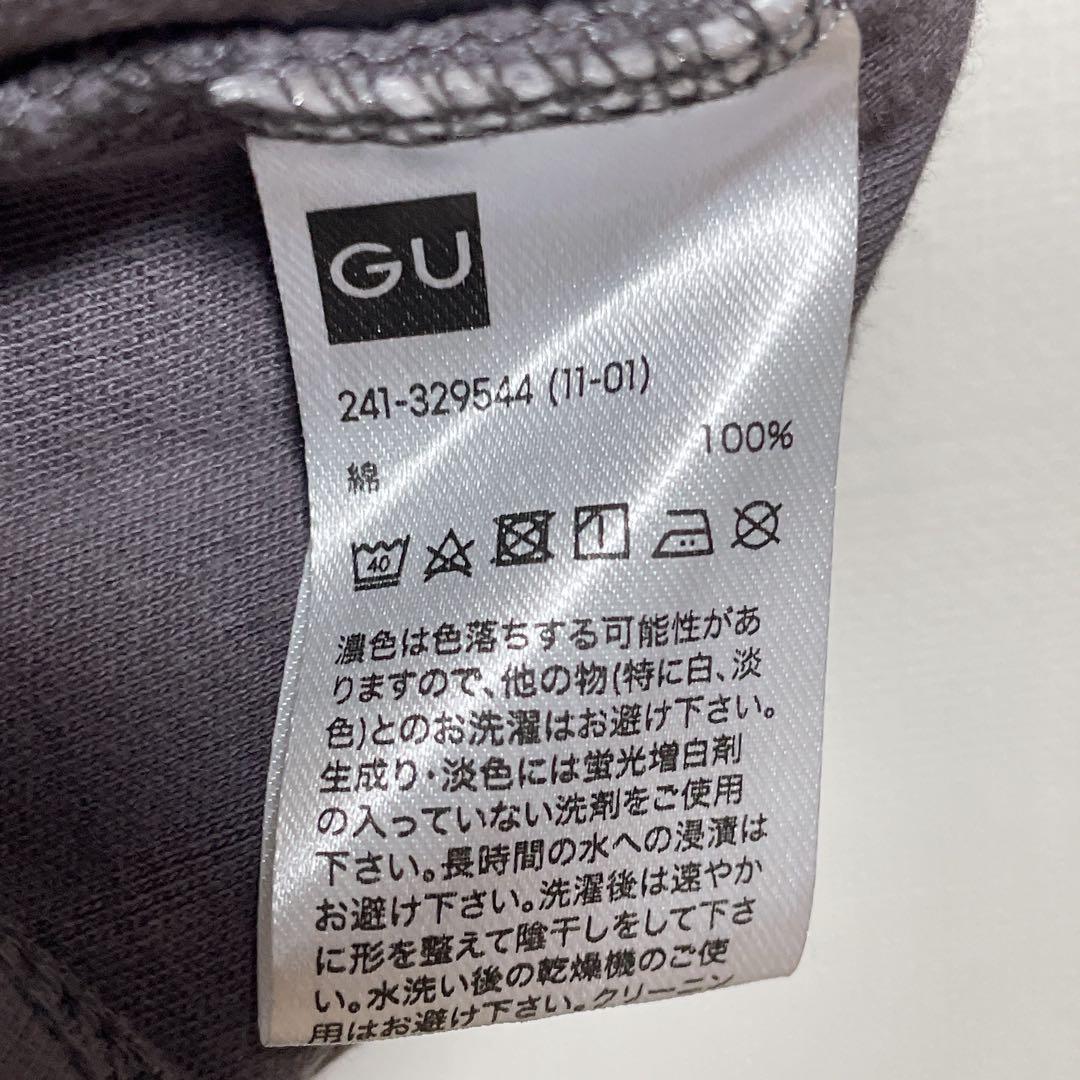 GU
241-329544 (11-01)
綿 100%
40
濃色は色落ちする可能性があ
りますので、他の物(特に白、淡
色)とのお洗濯はお避け下さい。
生成り・淡色には蛍光増白剤
の入っていない洗剤をご使用
下さい。長時間の水への浸漬は
お避け下さい。洗濯後は速やか
に形を整えて陰干しをして下さ
い。水洗い後の乾燥機のご使
用はお避け下さい。クリーニン